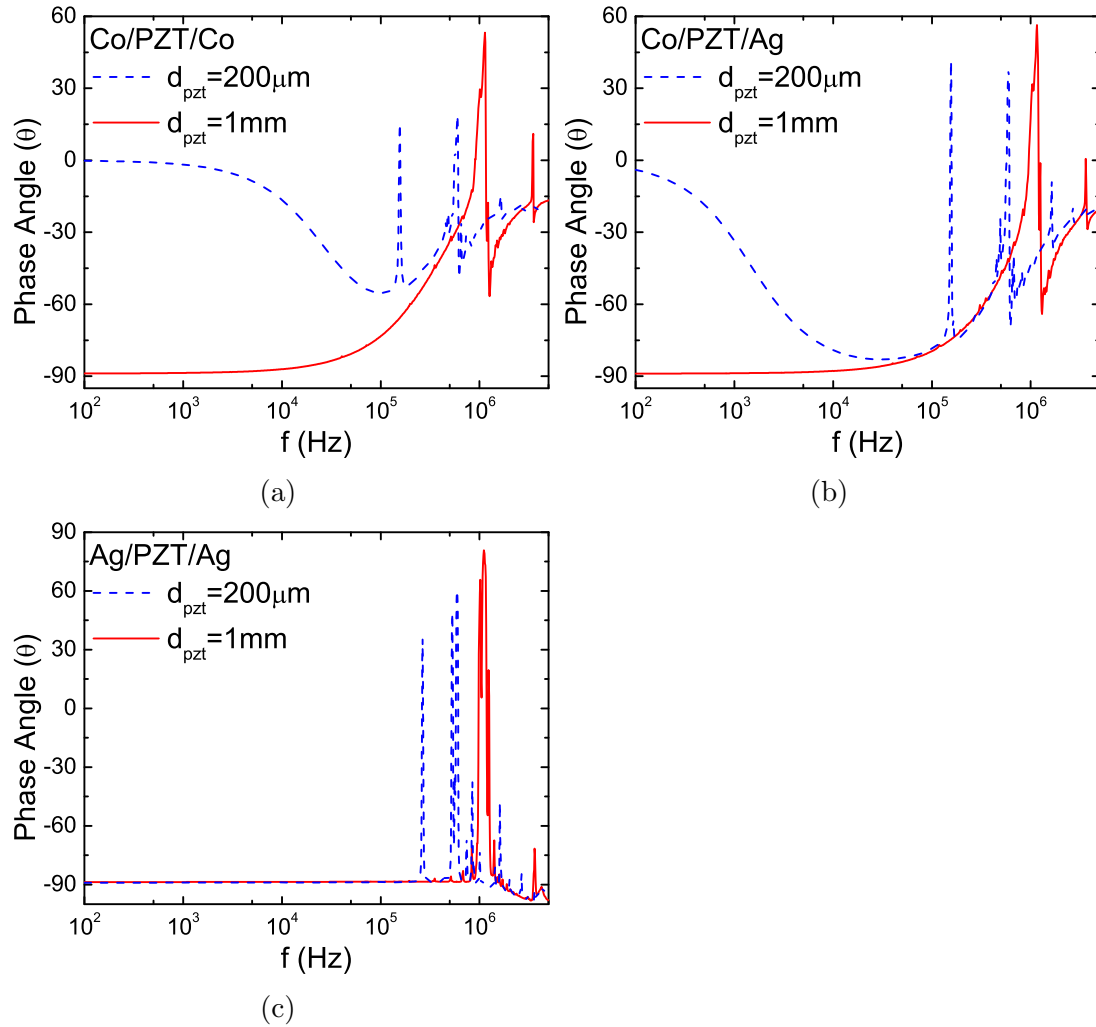 Co/PZT/Co
d_pzt=200μm
d_pzt=1mm
Phase Angle (θ)
60
30
0
-30
-60
-90
10^2 10^3 10^4 10^5 10^6
f (Hz)
(a)
Co/PZT/Ag
d_pzt=200μm
d_pzt=1mm
Phase Angle (θ)
60
30
0
-30
-60
-90
10^2 10^3 10^4 10^5 10^6
f (Hz)
(b)
Ag/PZT/Ag
d_pzt=200μm
d_pzt=1mm
Phase Angle (θ)
90
60
30
0
-30
-60
-90
10^2 10^3 10^4 10^5 10^6
f (Hz)
(c)